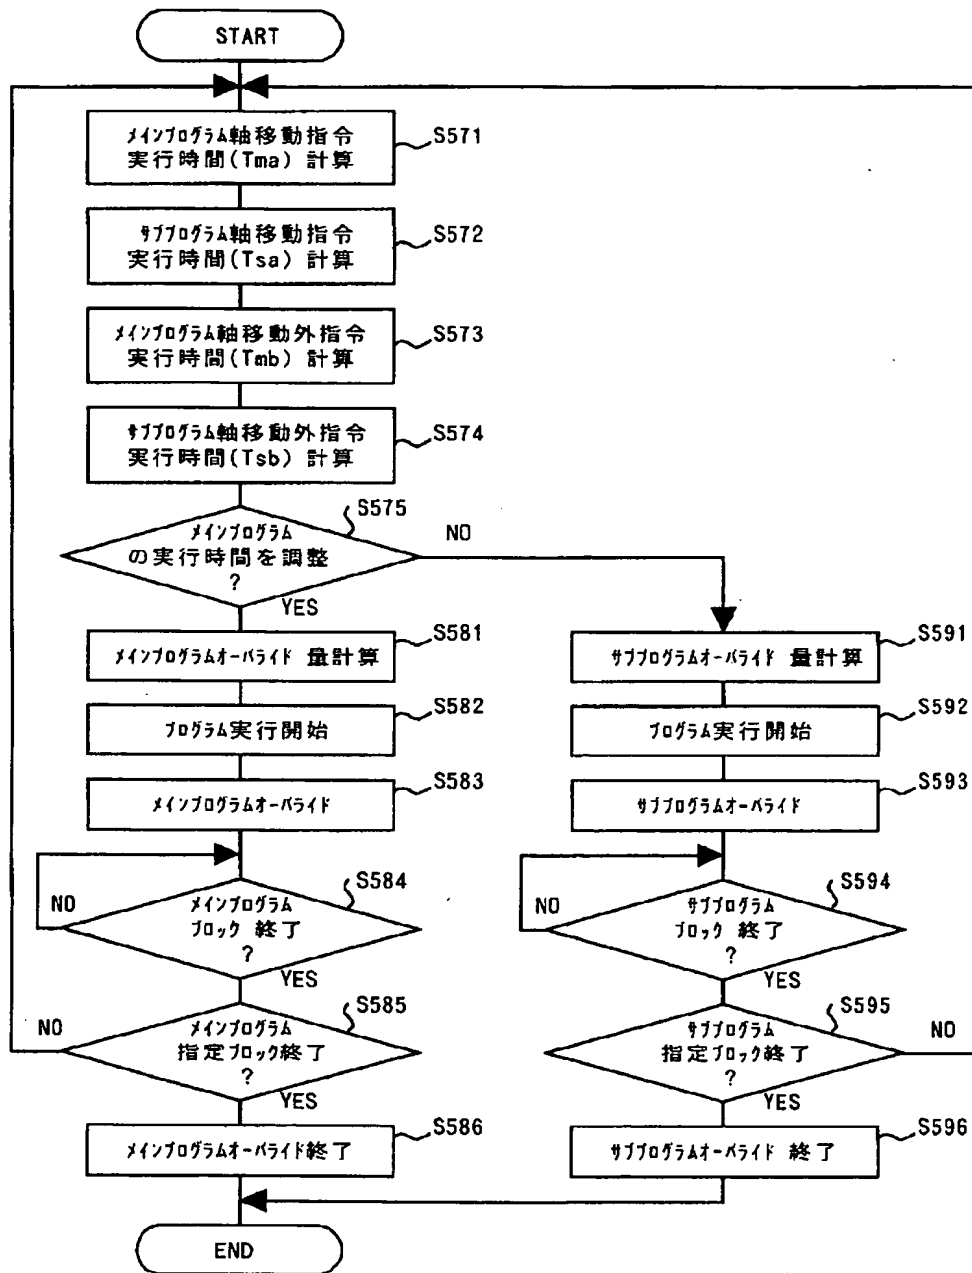 START
メインプログラム軸移動指令
実行時間(Tma) 計算
S571
サブプログラム軸移動指令
実行時間(Tsa) 計算
S572
メインプログラム軸移動外指令
実行時間(Tmb) 計算
S573
サブプログラム軸移動外指令
実行時間(Tsb) 計算
S574
S575
メインプログラム
の実行時間を調整
?
NO
YES
メインプログラムオーバライド 量計算
S581
プログラム実行開始
S582
メインプログラムオーバライド
S583
S584
メインプログラム
ブロック 終了
?
NO
YES
S585
メインプログラム
指定ブロック終了
?
NO
YES
メインプログラムオーバライド終了
S586
サブプログラムオーバライド 量計算
S591
プログラム実行開始
S592
サブプログラムオーバライド
S593
S594
サブプログラム
ブロック 終了
?
NO
YES
S595
サブプログラム
指定ブロック終了
?
NO
YES
サブプログラムオーバライド 終了
S596
END